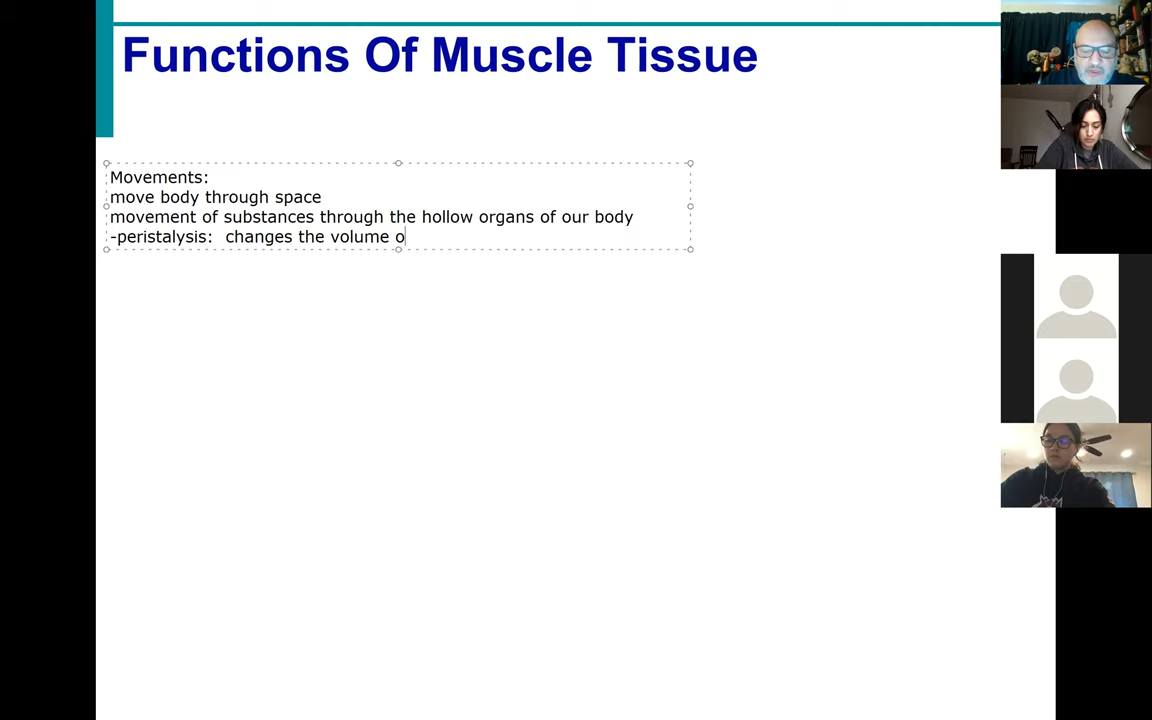 Functions Of Muscle Tissue
Movements:
move body through space
movement of substances through the hollow organs of our body
-peristalysis:  changes the volume o